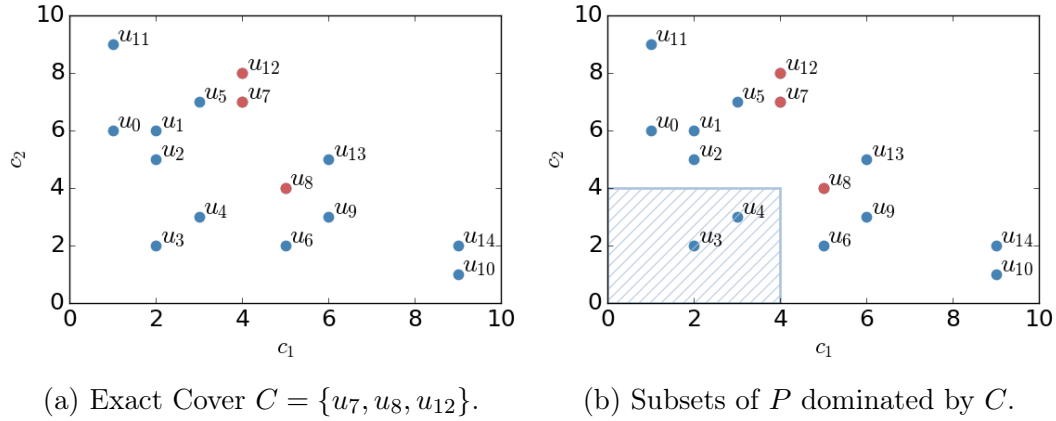 10
8
6
4
2
0
c₂
u₁₁
u₁₂
u₅
u₇
u₀
u₁
u₂
u₁₃
u₈
u₄
u₉
u₃
u₆
u₁₄
u₁₀
0 2 4 6 8 10
c₁
(a) Exact Cover C = {u₇, u₈, u₁₂}.
10
8
6
4
2
0
c₂
u₁₁
u₁₂
u₅
u₇
u₀
u₁
u₂
u₁₃
u₈
u₄
u₉
u₃
u₆
u₁₄
u₁₀
0 2 4 6 8 10
c₁
(b) Subsets of P dominated by C.